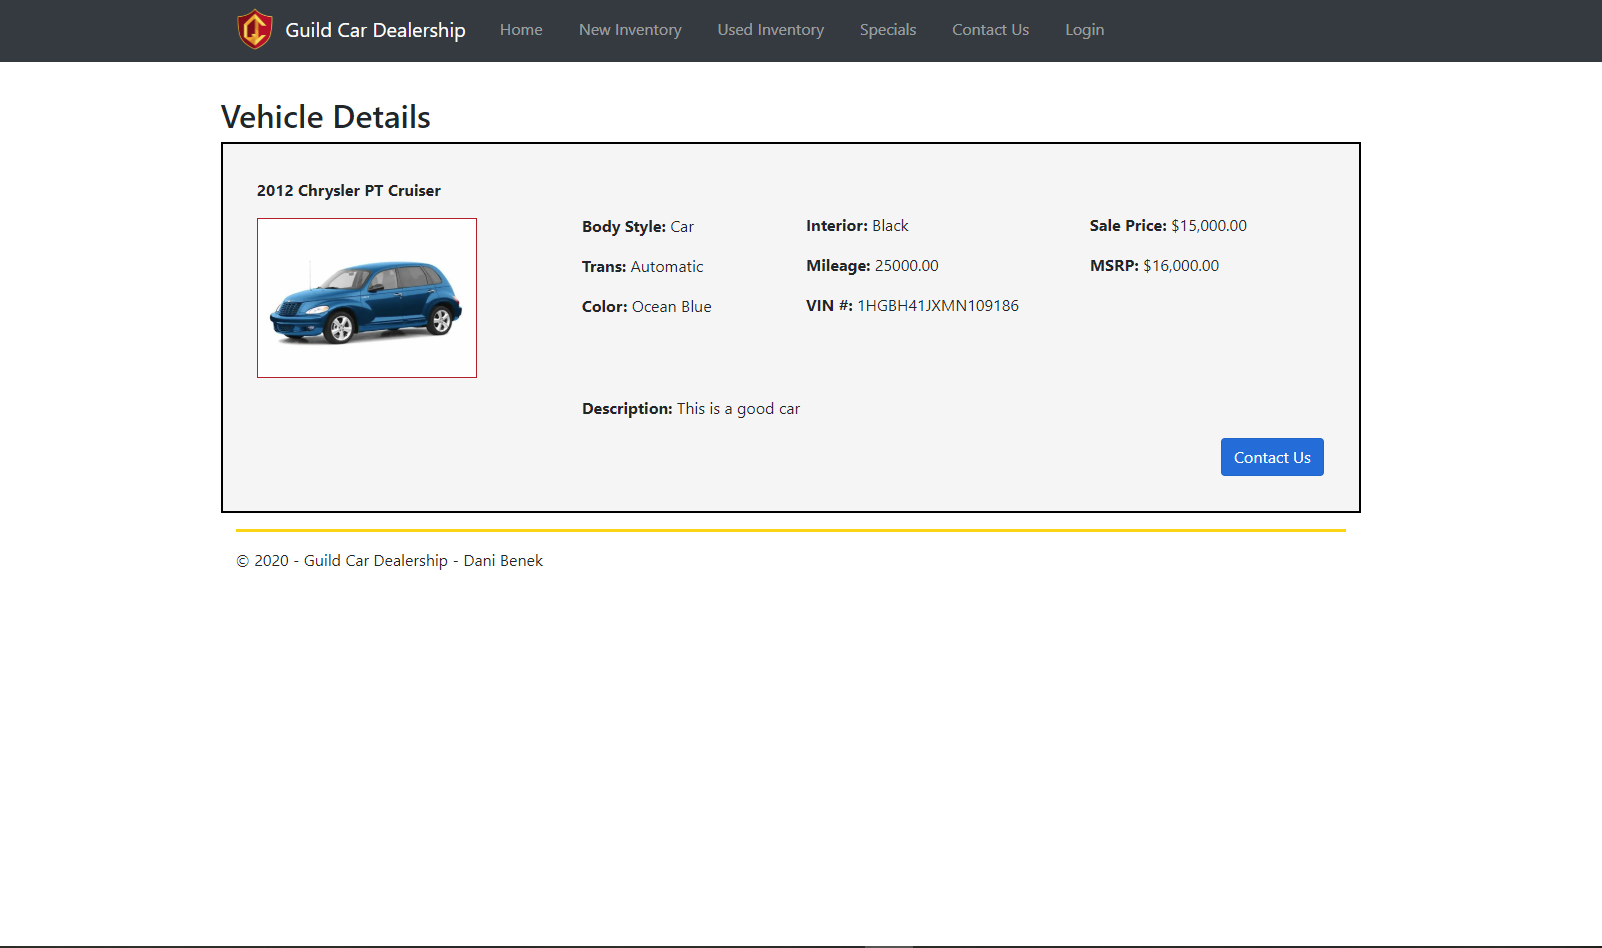 Guild Car Dealership Home New Inventory Used Inventory Specials Contact Us Login
Vehicle Details
2012 Chrysler PT Cruiser
Body Style: Car Interior: Black Sale Price: $15,000.00
Trans: Automatic Mileage: 25000.00 MSRP: $16,000.00
Color: Ocean Blue VIN #: 1HGBH41JXMN109186
Description: This is a good car
Contact Us
© 2020 - Guild Car Dealership - Dani Benek